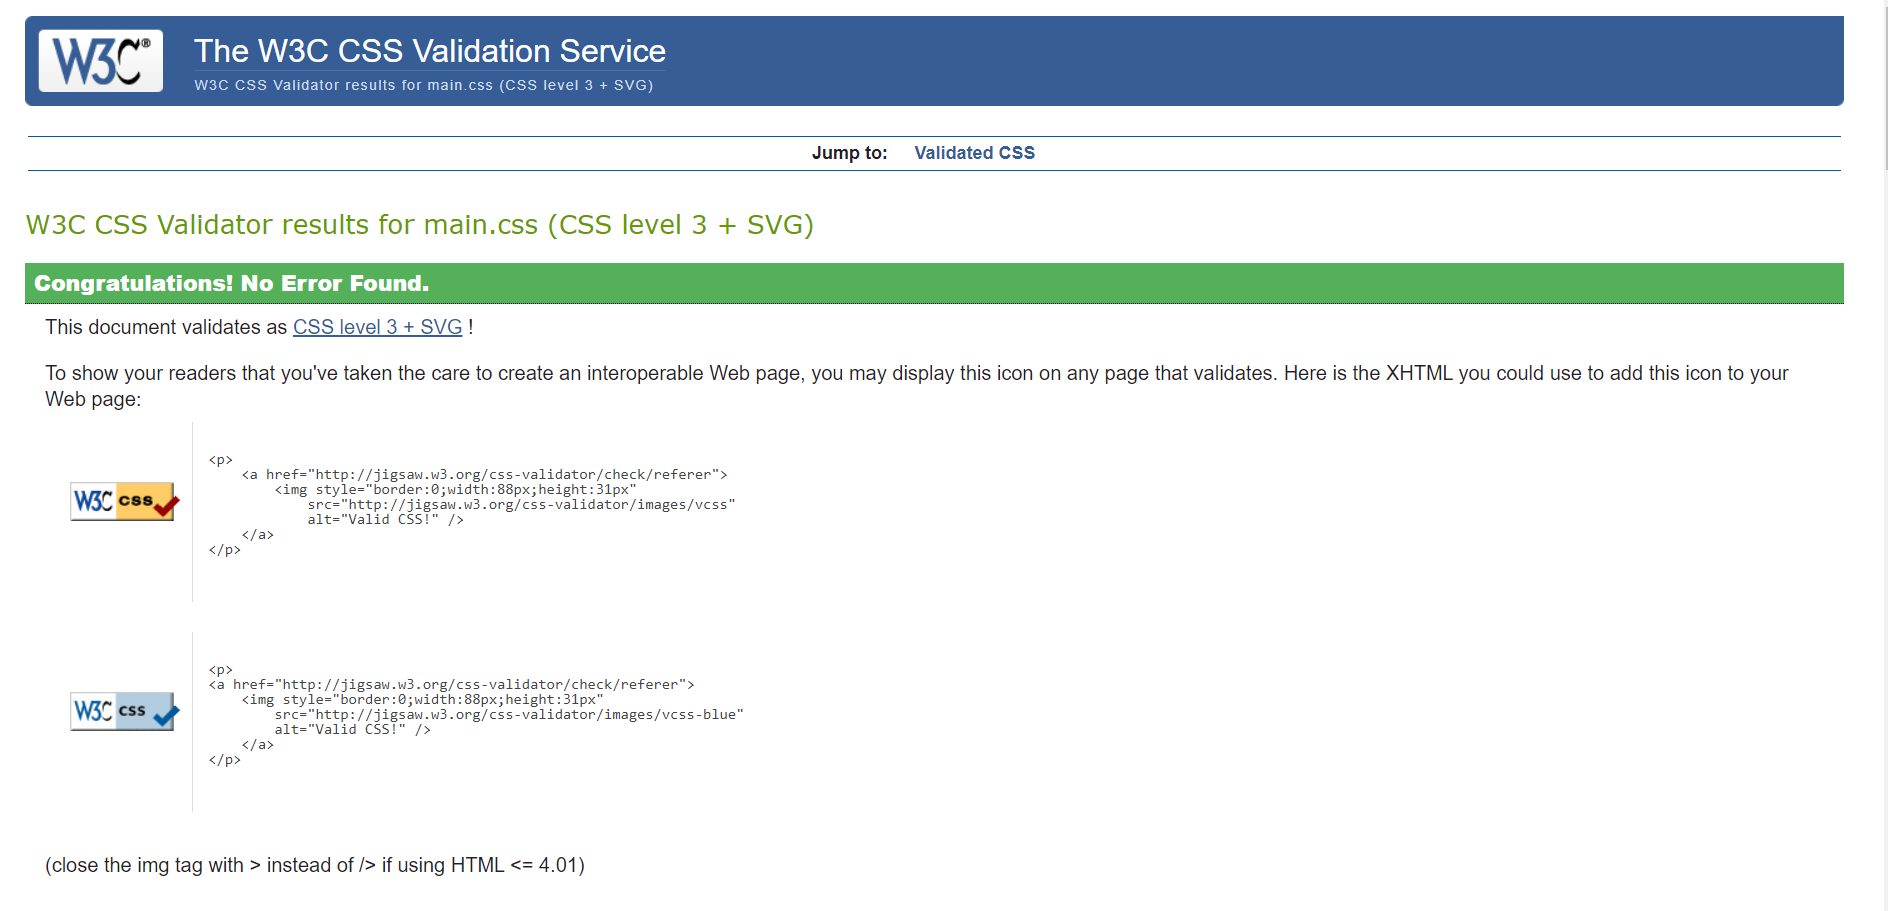 W3C®
The W3C CSS Validation Service
W3C CSS Validator results for main.css (CSS level 3 + SVG)
Jump to: Validated CSS
W3C CSS Validator results for main.css (CSS level 3 + SVG)
Congratulations! No Error Found.
This document validates as CSS level 3 + SVG !
To show your readers that you've taken the care to create an interoperable Web page, you may display this icon on any page that validates. Here is the XHTML you could use to add this icon to your
Web page:
W3C css
<p>
    <a href="http://jigsaw.w3.org/css-validator/check/referer">
        <img style="border:0;width:88px;height:31px"
            src="http://jigsaw.w3.org/css-validator/images/vcss"
            alt="Valid CSS!" />
    </a>
</p>
W3C css
<p>
<a href="http://jigsaw.w3.org/css-validator/check/referer">
    <img style="border:0;width:88px;height:31px"
        src="http://jigsaw.w3.org/css-validator/images/vcss-blue"
        alt="Valid CSS!" />
    </a>
</p>
(close the img tag with > instead of /> if using HTML <= 4.01)